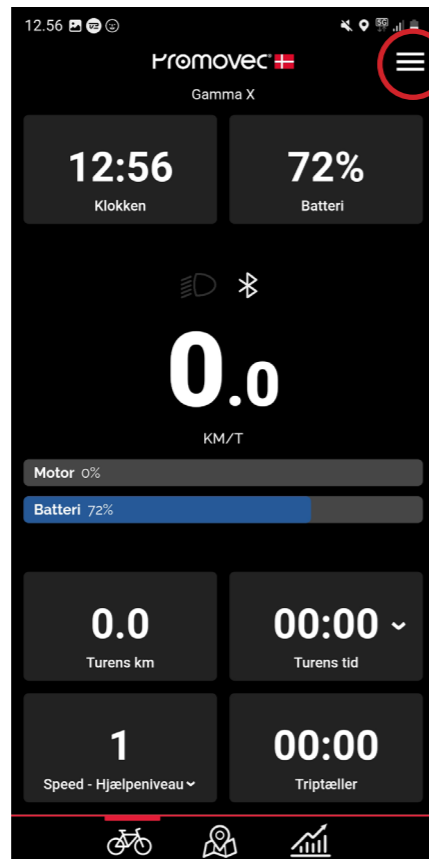 12.56
5G
Promovec
Gamma X
12:56
72%
Klokken
Batteri
0.0
KM/T
Motor 0%
Batteri 72%
0.0
00:00
Turens km
Turens tid
1
00:00
Speed - Hjælpeniveau
Triptæller